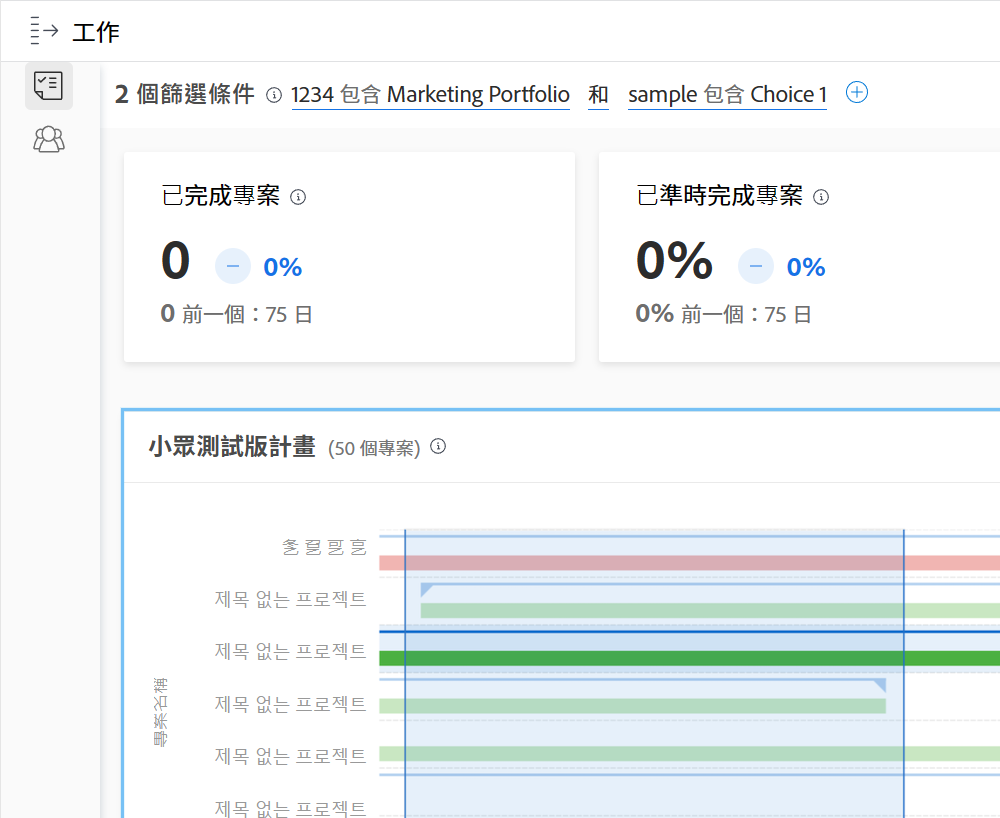 工作
2 個篩選條件 1234 包含 Marketing Portfolio 和 sample 包含 Choice 1
已完成專案
0 0%
0 前一個：75 日
已準時完成專案
0% 0%
0% 前一個：75 日
小眾測試版計畫 (50 個專案)
제목 없는 프로젝트
제목 없는 프로젝트
제목 없는 프로젝트
제목 없는 프로젝트
제목 없는 프로젝트
專案名稱